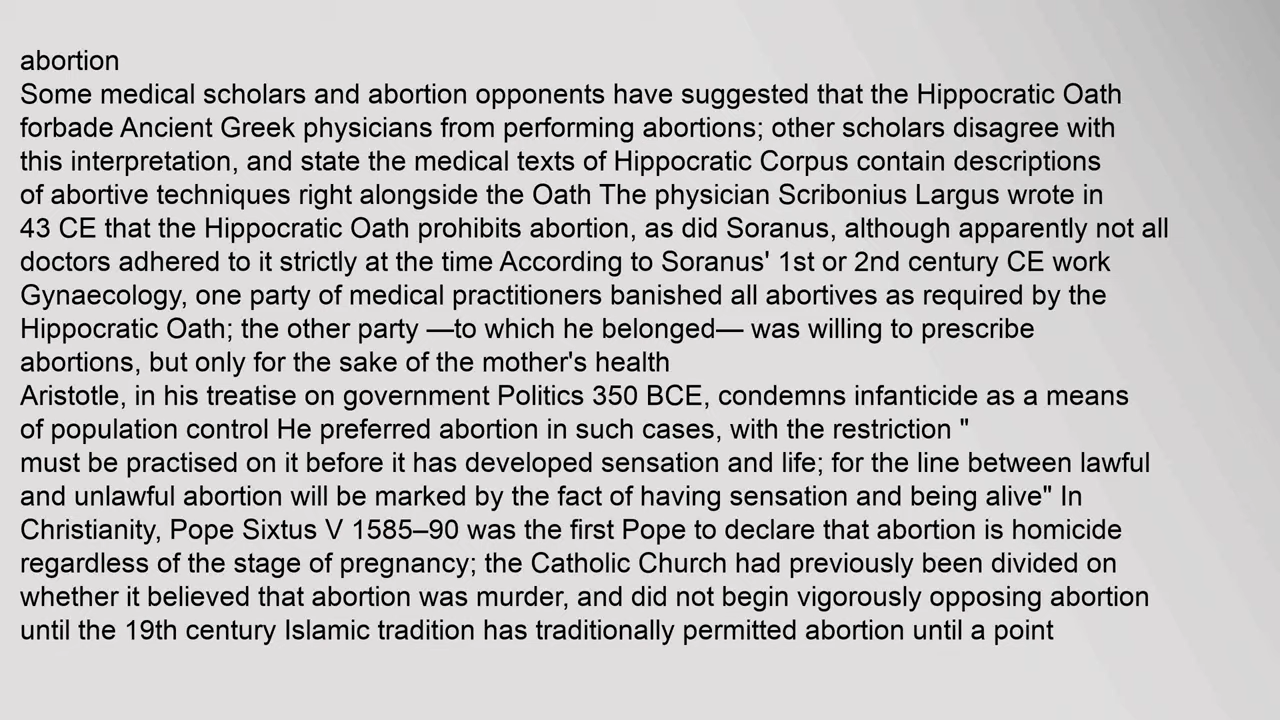 abortion
Some medical scholars and abortion opponents have suggested that the Hippocratic Oath
forbade Ancient Greek physicians from performing abortions; other scholars disagree with
this interpretation, and state the medical texts of Hippocratic Corpus contain descriptions
of abortive techniques right alongside the Oath The physician Scribonius Largus wrote in
43 CE that the Hippocratic Oath prohibits abortion, as did Soranus, although apparently not all
doctors adhered to it strictly at the time According to Soranus' 1st or 2nd century CE work
Gynaecology, one party of medical practitioners banished all abortives as required by the
Hippocratic Oath; the other party —to which he belonged— was willing to prescribe
abortions, but only for the sake of the mother's health
Aristotle, in his treatise on government Politics 350 BCE, condemns infanticide as a means
of population control He preferred abortion in such cases, with the restriction "
must be practised on it before it has developed sensation and life; for the line between lawful
and unlawful abortion will be marked by the fact of having sensation and being alive" In
Christianity, Pope Sixtus V 1585–90 was the first Pope to declare that abortion is homicide
regardless of the stage of pregnancy; the Catholic Church had previously been divided on
whether it believed that abortion was murder, and did not begin vigorously opposing abortion
until the 19th century Islamic tradition has traditionally permitted abortion until a point